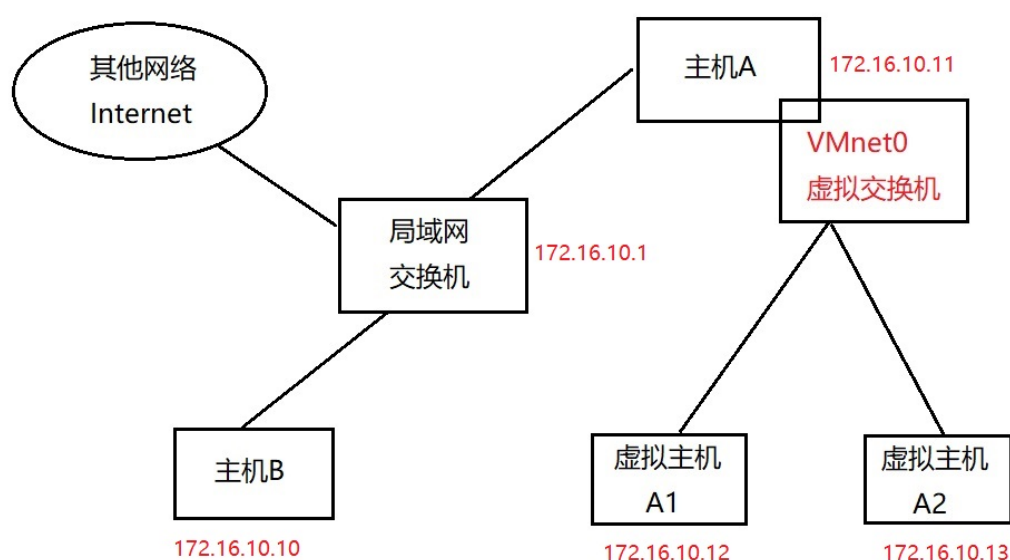 其他网络
Internet
主机A
172.16.10.11
VMnet0
虚拟交换机
局域网
交换机
172.16.10.1
主机B
172.16.10.10
虚拟主机
A1
172.16.10.12
虚拟主机
A2
172.16.10.13